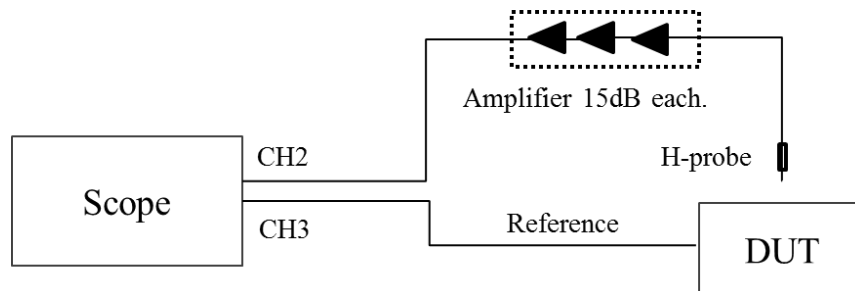 Amplifier 15dB each.
CH2
H-probe
Scope
CH3
Reference
DUT